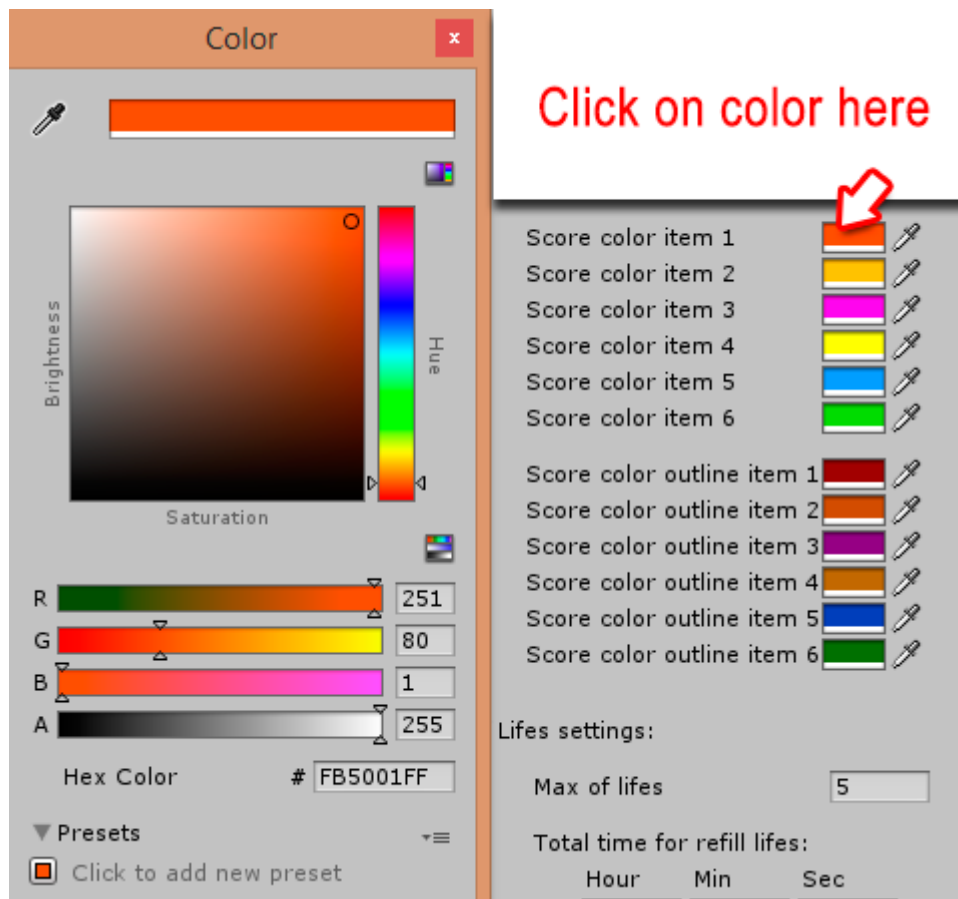 Color
x
Brightness
Hue
Saturation
R 251
G 80
B 1
A 255
Hex Color # FB5001FF
Presets
Click to add new preset
Click on color here
Score color item 1
Score color item 2
Score color item 3
Score color item 4
Score color item 5
Score color item 6
Score color outline item 1
Score color outline item 2
Score color outline item 3
Score color outline item 4
Score color outline item 5
Score color outline item 6
Lifes settings:
Max of lifes 5
Total time for refill lifes:
Hour Min Sec